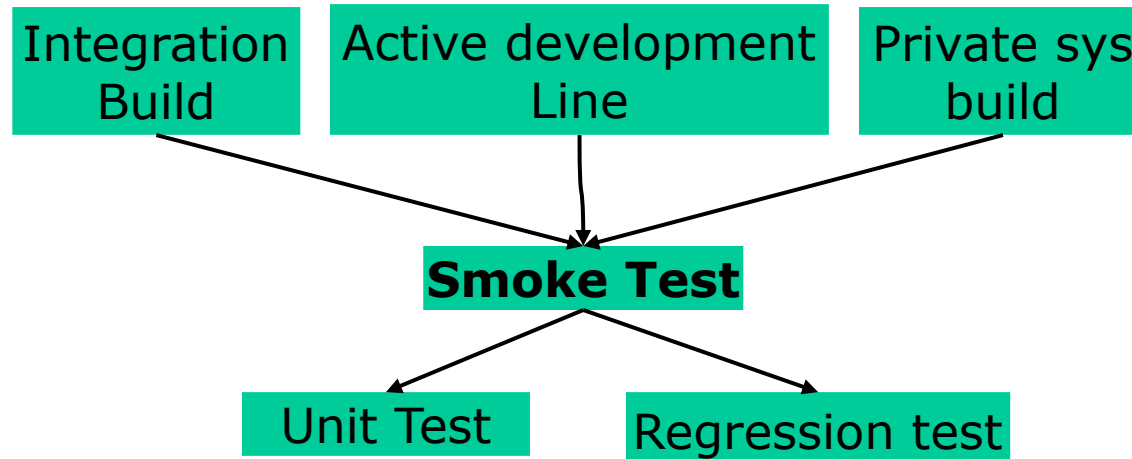 Integration
Build
Active development
Line
Private sys
build
Smoke Test
Unit Test
Regression test